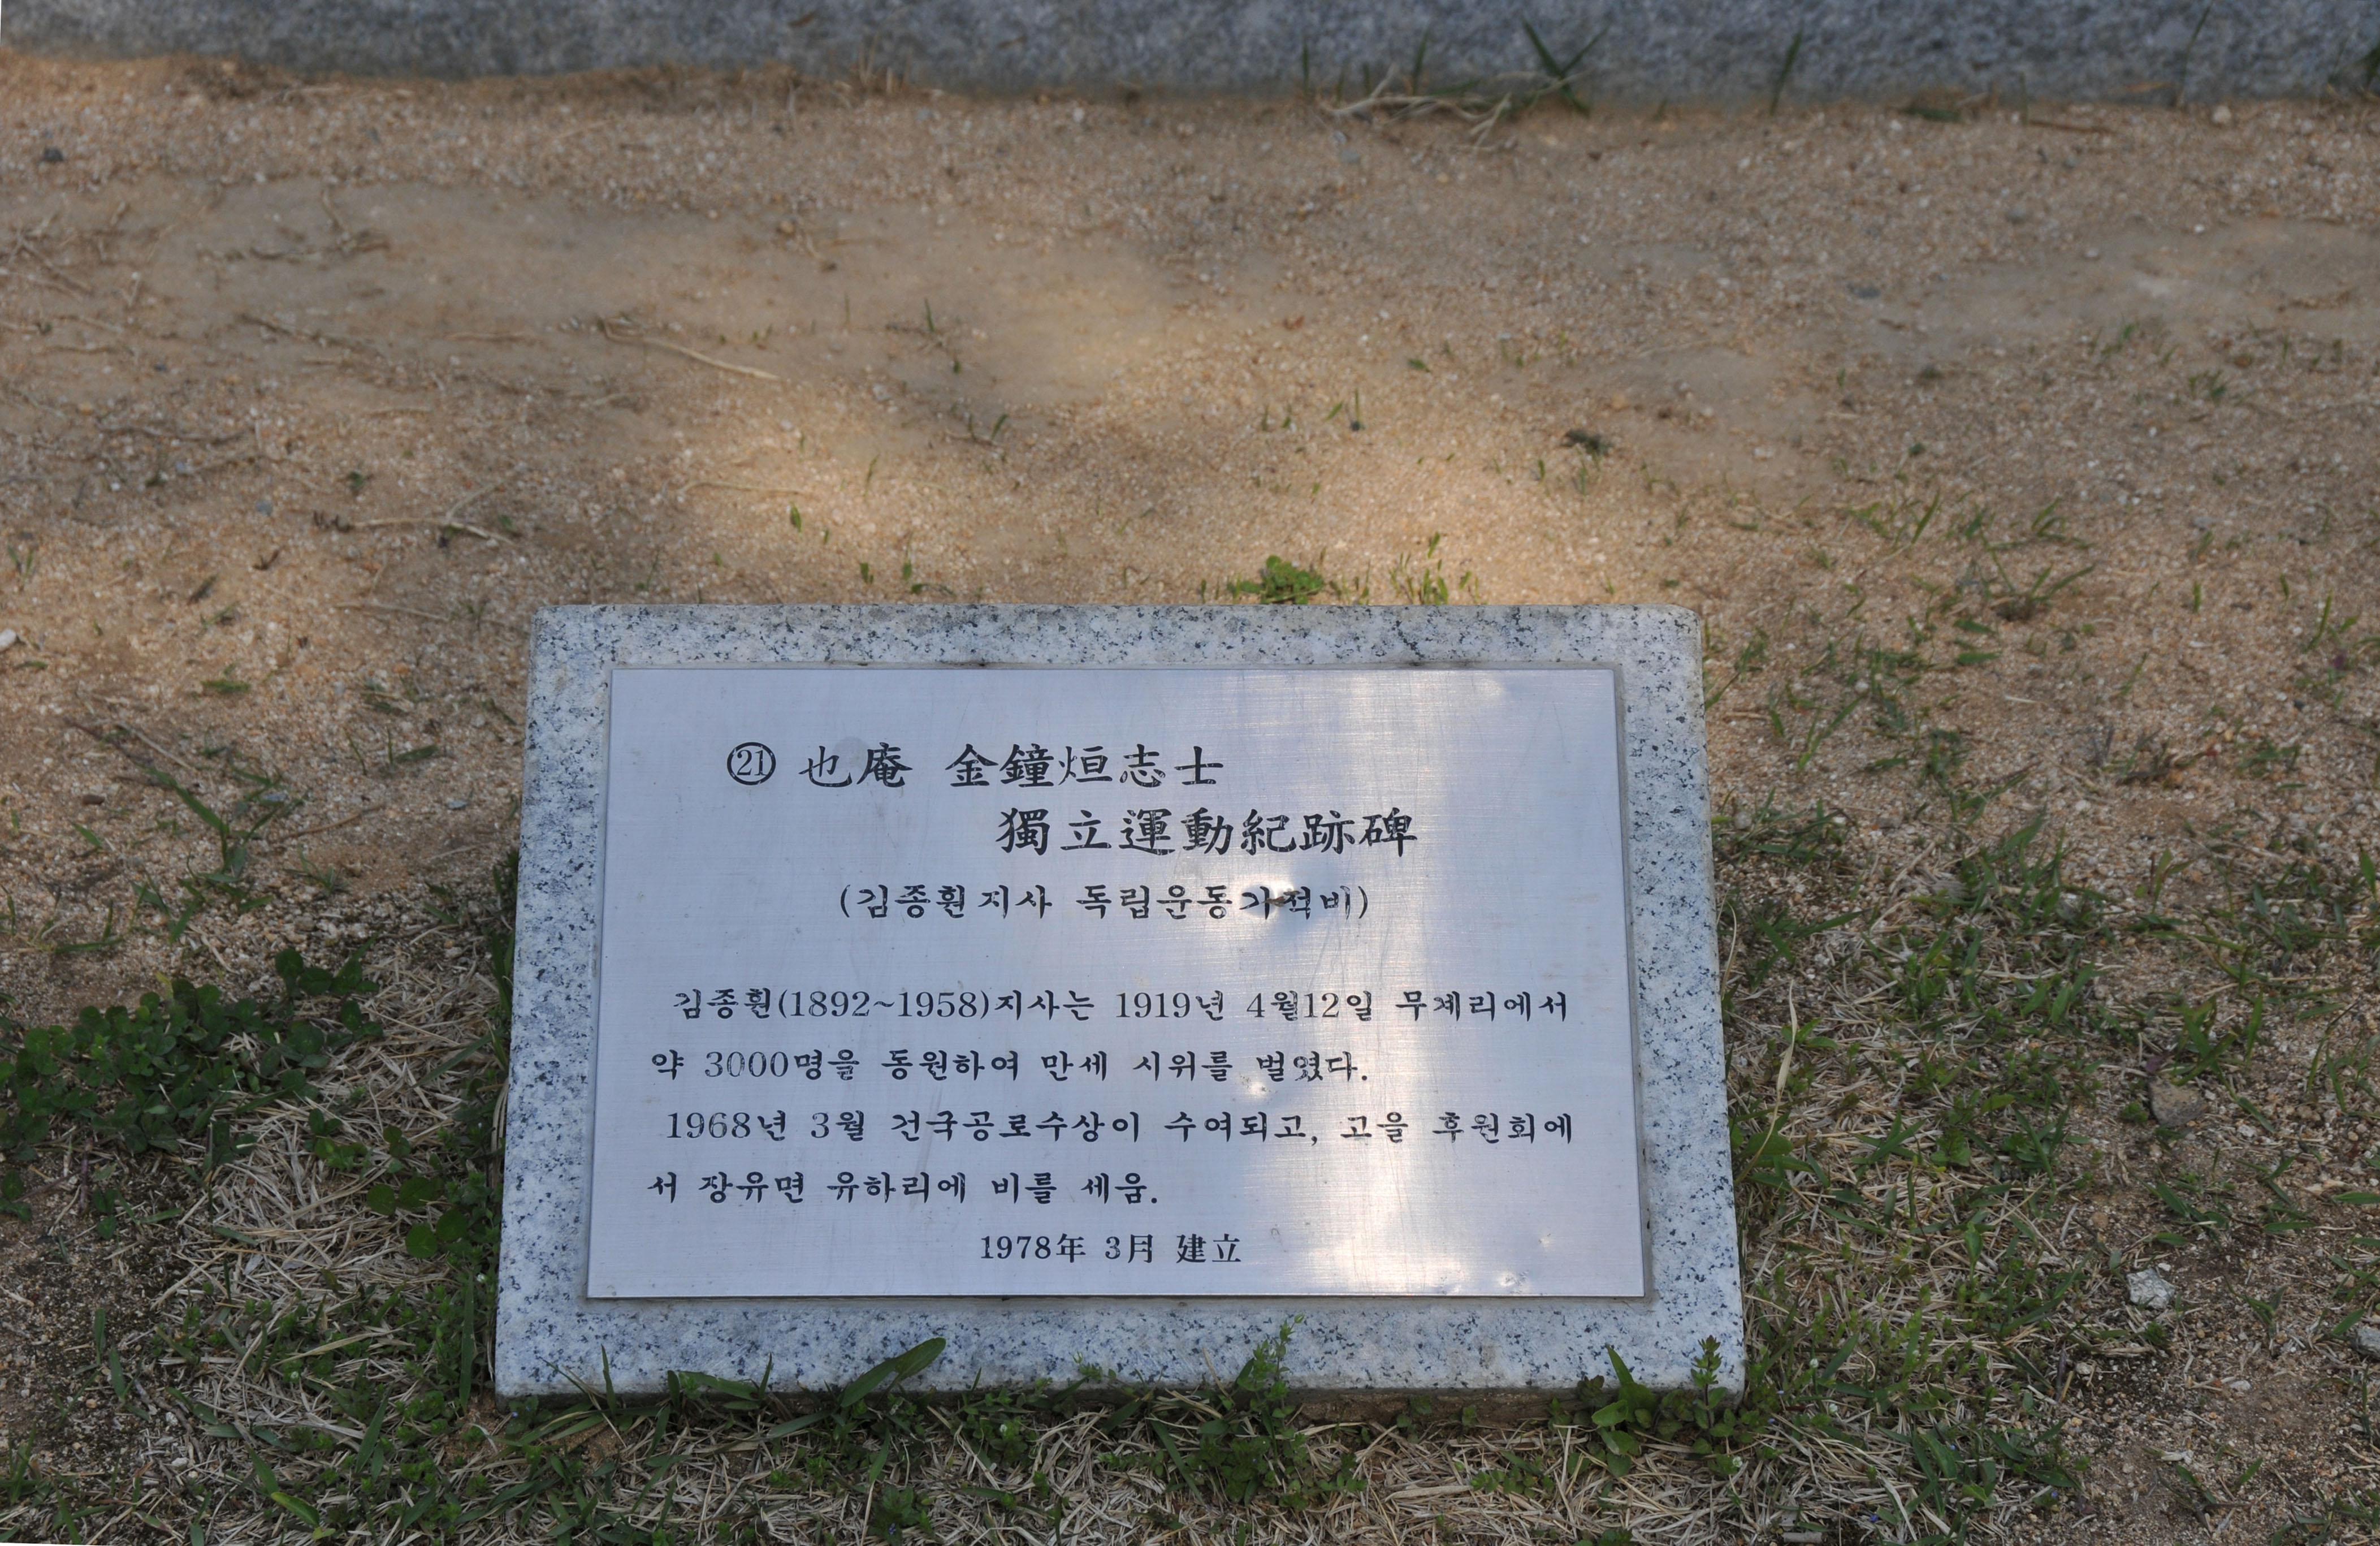 ㉑ 也庵 金鐘烜志士
獨立運動紀跡碑
(김종훤지사 독립운동기적비)
김종훤(1892~1958)지사는 1919년 4월12일 무계리에서
약 3000명을 동원하여 만세 시위를 벌였다.
1968년 3월 건국공로수상이 수여되고, 고을 후원회에
서 장유면 유하리에 비를 세움.
1978年 3月 建立